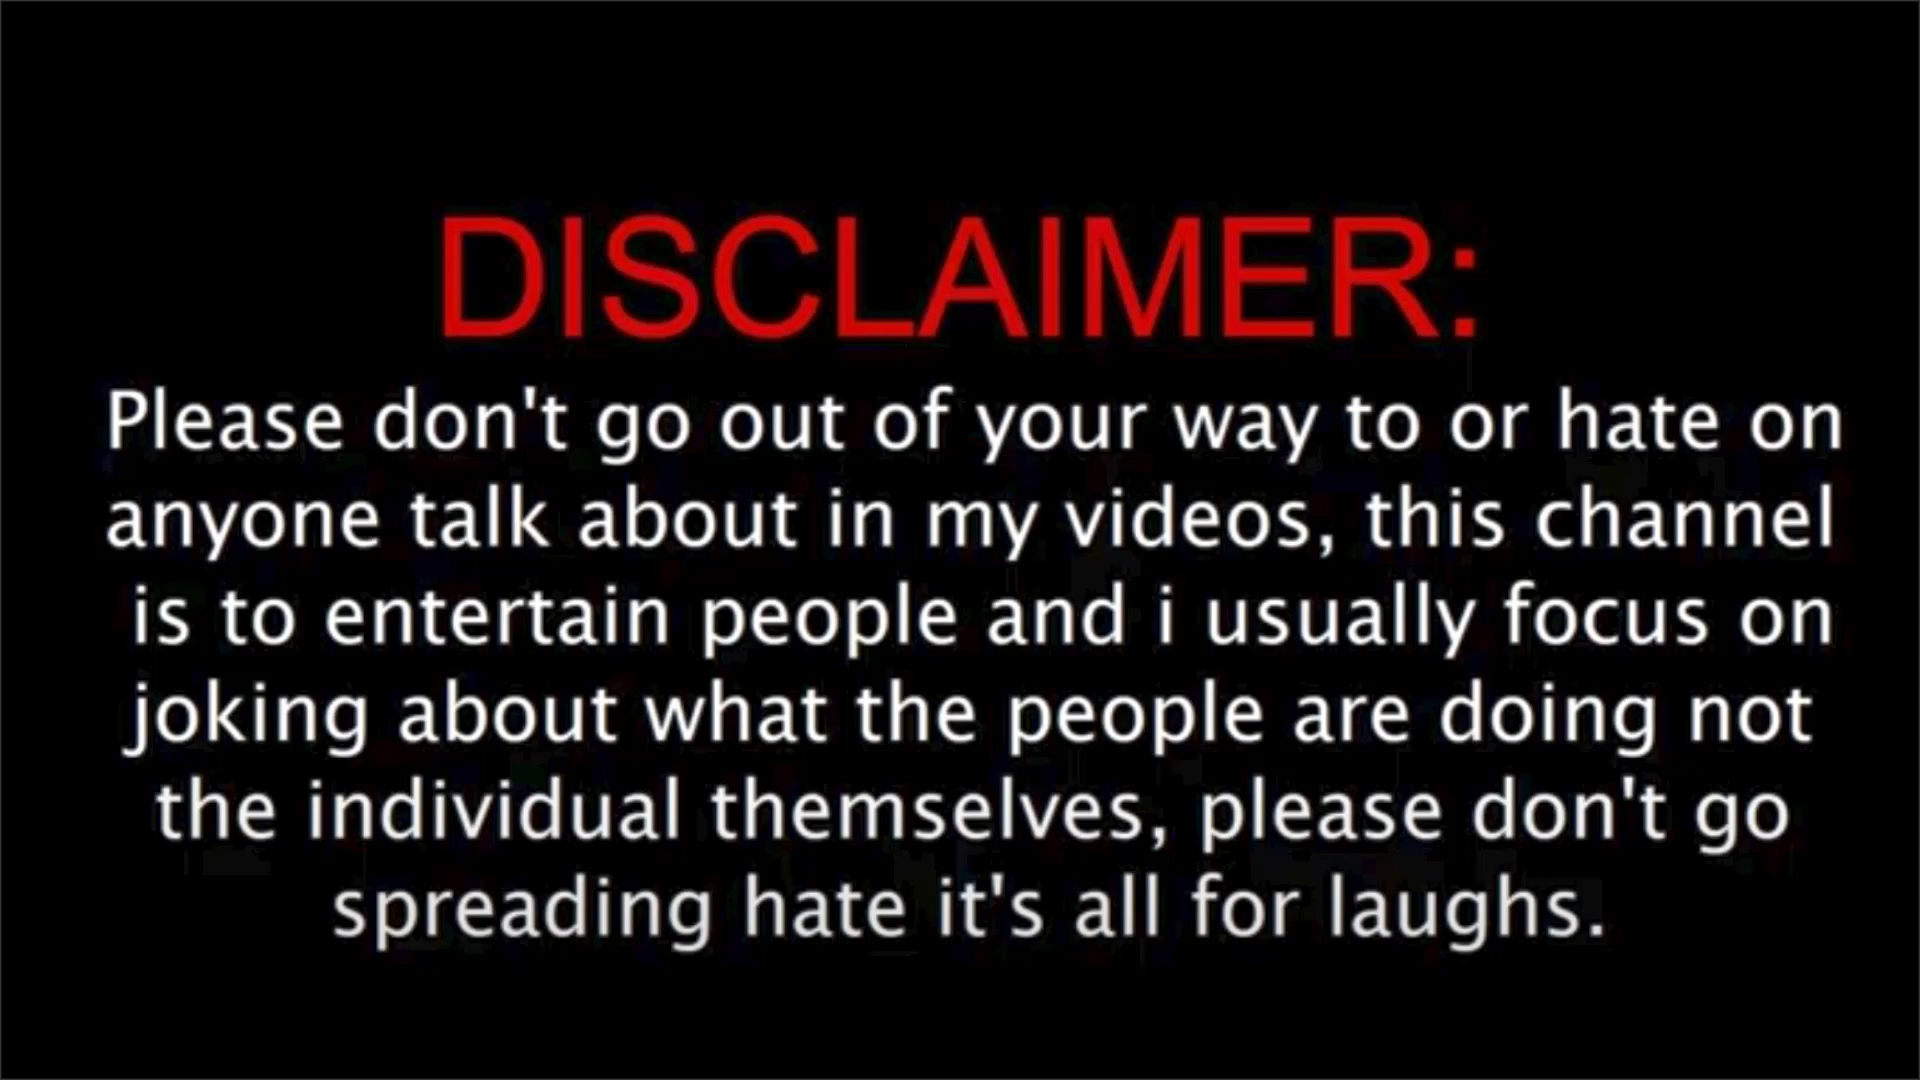 DISCLAIMER:
Please don't go out of your way to or hate on
anyone talk about in my videos, this channel
is to entertain people and i usually focus on
joking about what the people are doing not
the individual themselves, please don't go
spreading hate it's all for laughs.